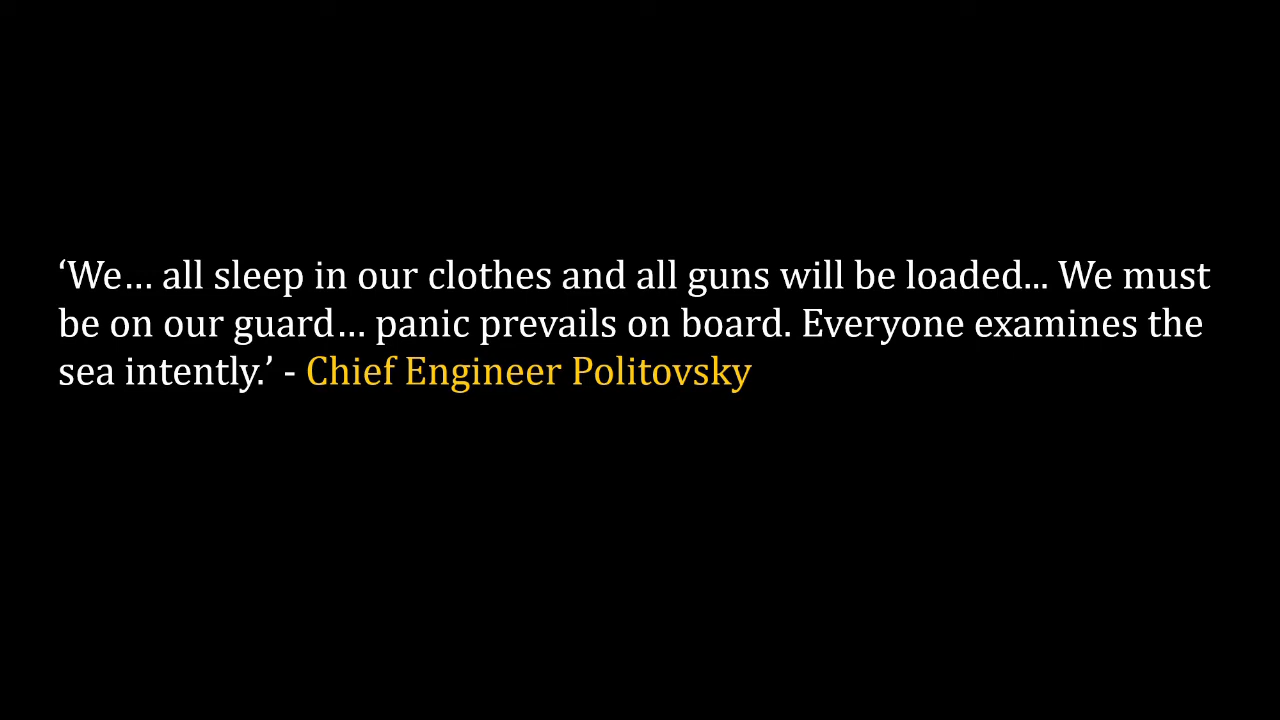 ‘We… all sleep in our clothes and all guns will be loaded... We must
be on our guard… panic prevails on board. Everyone examines the
sea intently.’ - Chief Engineer Politovsky